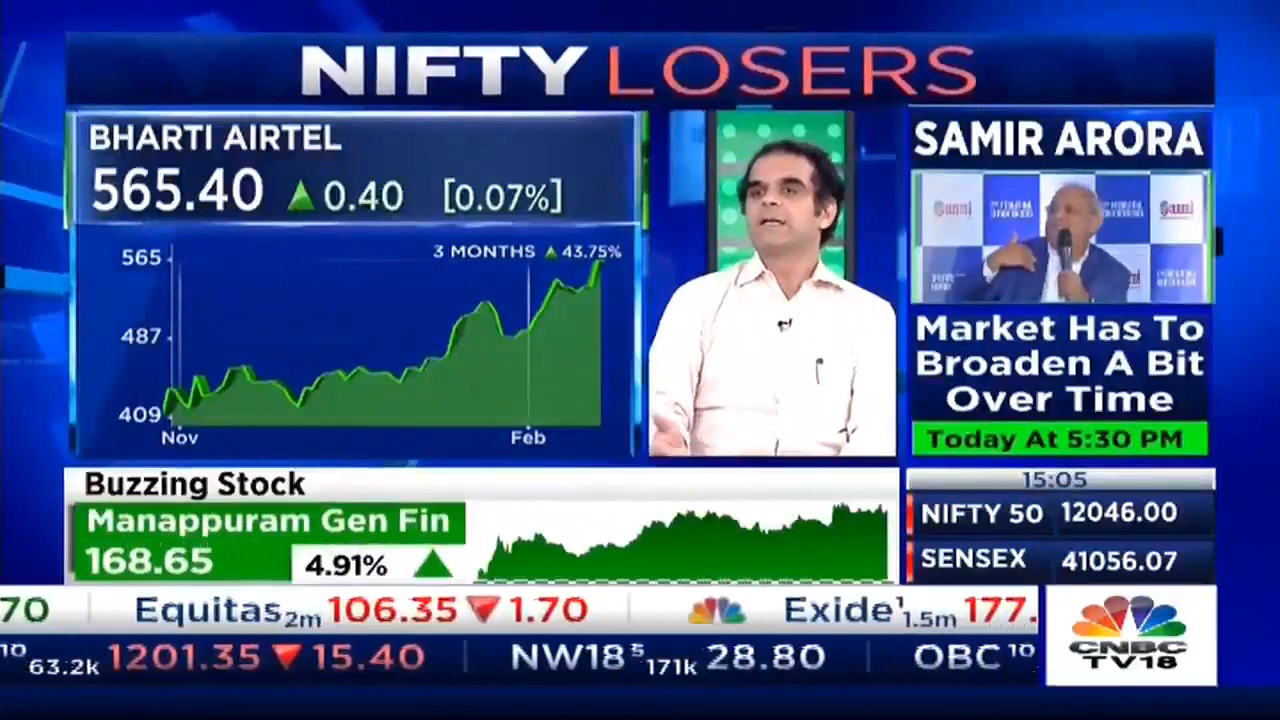 NIFTY LOSERS
BHARTI AIRTEL
565.40 ▲ 0.40 [0.07%]
3 MONTHS ▲ 43.75%
565
487
409
Nov Feb
SAMIR ARORA
Market Has To
Broaden A Bit
Over Time
Today At 5:30 PM
Buzzing Stock
Manappuram Gen Fin
168.65 4.91% ▲
15:05
NIFTY 50 12046.00
SENSEX 41056.07
70 Equitas 2m 106.35 ▼ 1.70 Exide 1 1.5m 177.
10 63.2k 1201.35 ▼ 15.40 NW18 5 171k 28.80 OBC 10
CNBC
TV18